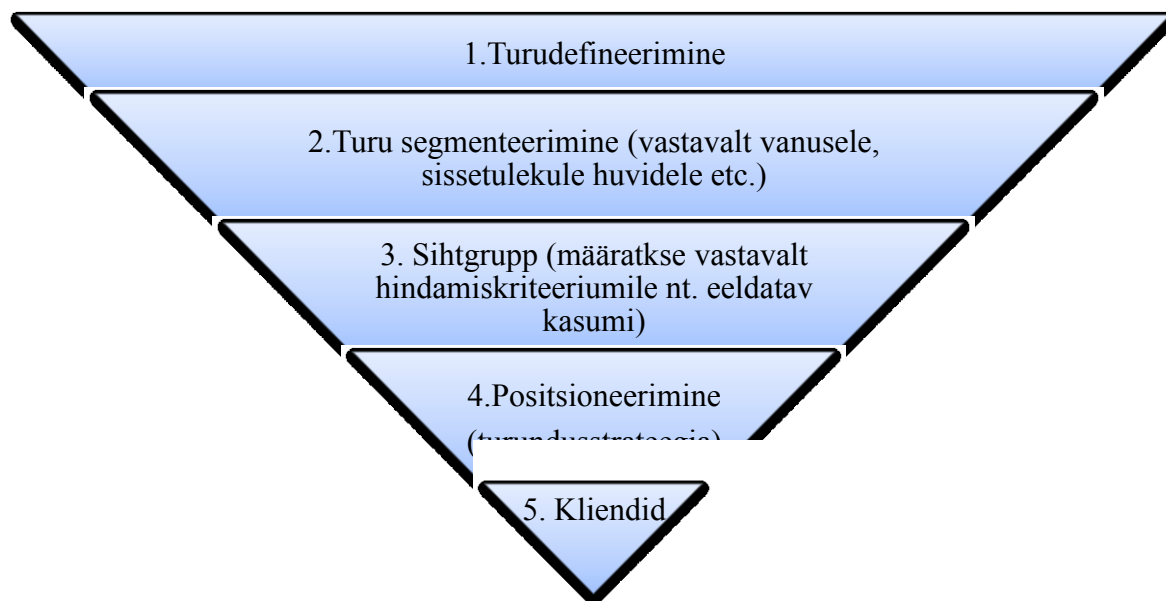 1.Turudefineerimine
2.Turu segmenteerimine (vastavalt vanusele,
sissetulekule huvidele etc.)
3. Sihtgrupp (määratkse vastavalt
hindamiskriteeriumile nt. eeldatav
kasumi)
4.Positsioneerimine
(turundusstrateegia)
5. Kliendid